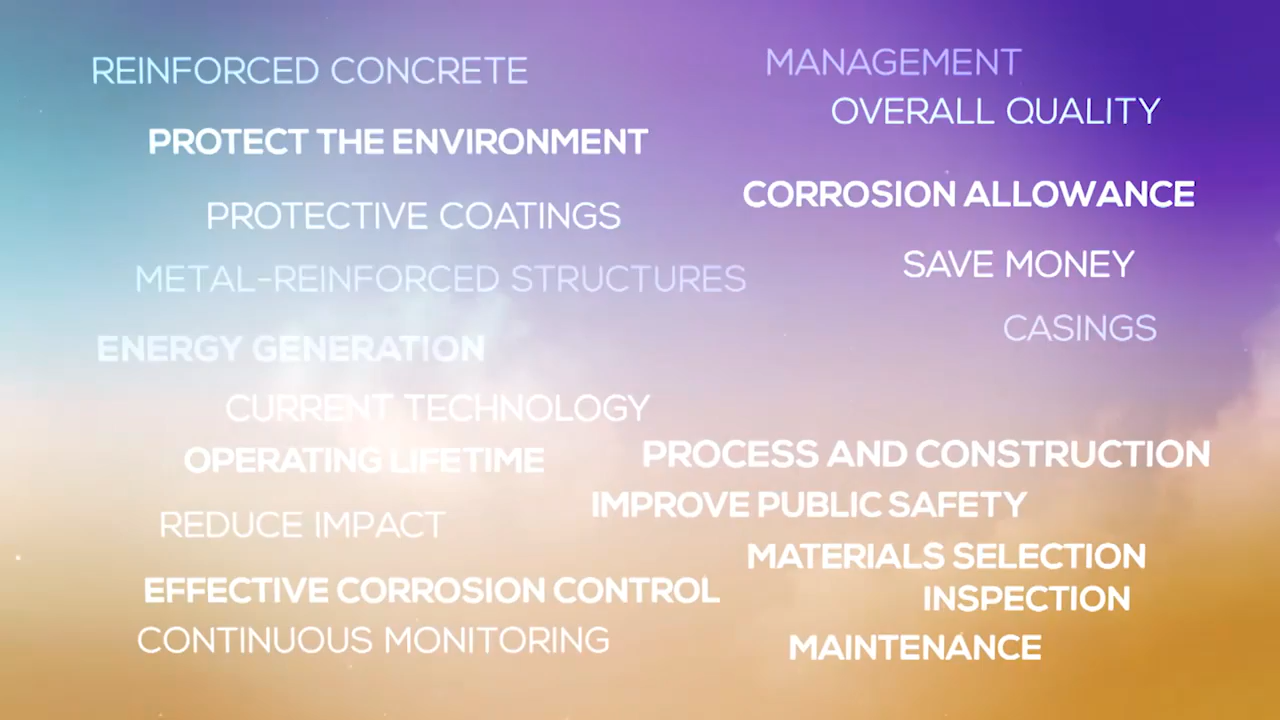 REINFORCED CONCRETE
PROTECT THE ENVIRONMENT
PROTECTIVE COATINGS
METAL-REINFORCED STRUCTURES
ENERGY GENERATION
CURRENT TECHNOLOGY
OPERATING LIFETIME
REDUCE IMPACT
EFFECTIVE CORROSION CONTROL
CONTINUOUS MONITORING
MANAGEMENT
OVERALL QUALITY
CORROSION ALLOWANCE
SAVE MONEY
CASINGS
PROCESS AND CONSTRUCTION
IMPROVE PUBLIC SAFETY
MATERIALS SELECTION
INSPECTION
MAINTENANCE